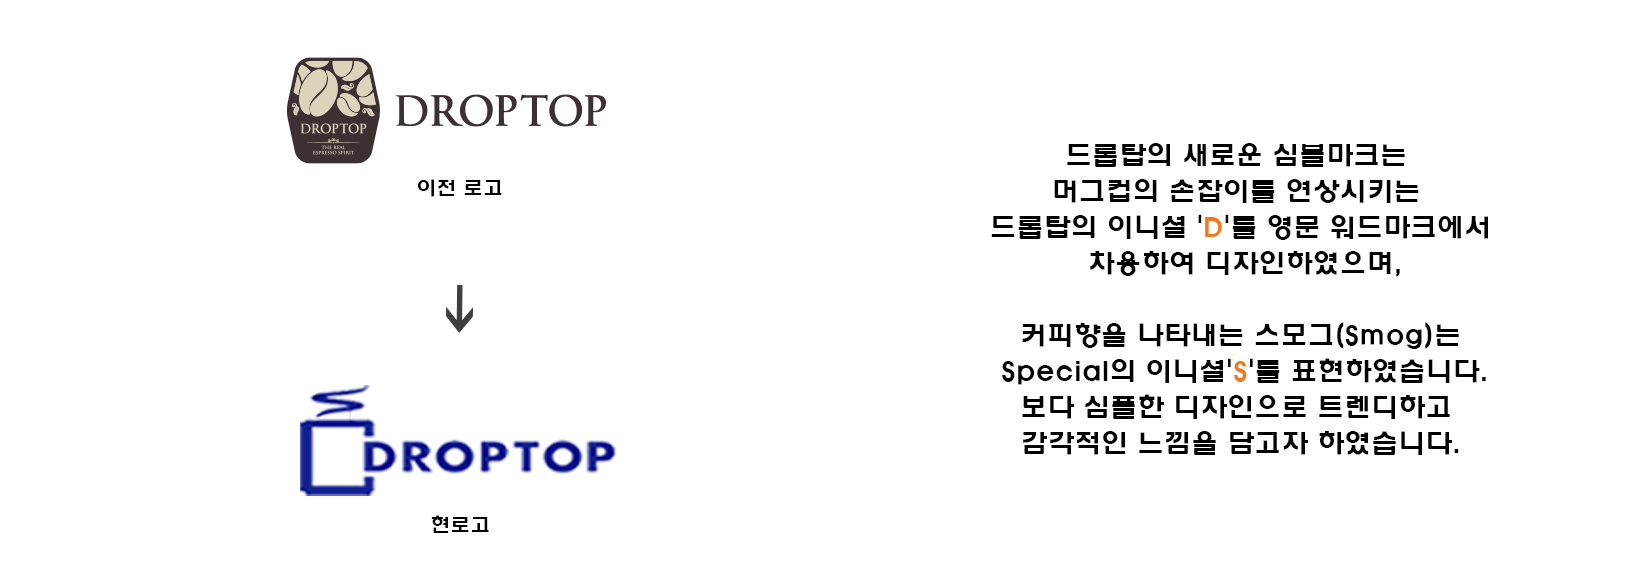 DROPTOP
THE REAL
ESPRESSO SPIRIT
DROPTOP
이전 로고
DROPTOP
현로고
드롭탑의 새로운 심볼마크는
머그컵의 손잡이를 연상시키는
드롭탑의 이니셜 'D'를 영문 워드마크에서
차용하여 디자인하였으며,
커피향을 나타내는 스모그(Smog)는
Special의 이니셜'S'를 표현하였습니다.
보다 심플한 디자인으로 트렌디하고
감각적인 느낌을 담고자 하였습니다.